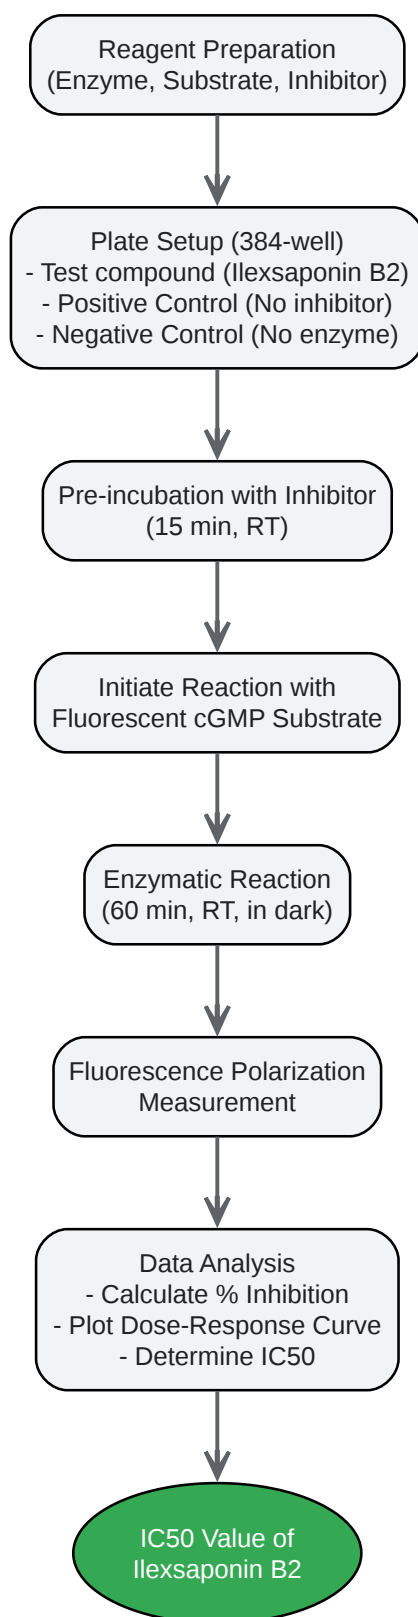 Reagent Preparation
(Enzyme, Substrate, Inhibitor)
Plate Setup (384-well)
- Test compound (Ilexsaponin B2)
- Positive Control (No inhibitor)
- Negative Control (No enzyme)
Pre-incubation with Inhibitor
(15 min, RT)
Initiate Reaction with
Fluorescent cGMP Substrate
Enzymatic Reaction
(60 min, RT, in dark)
Fluorescence Polarization
Measurement
Data Analysis
- Calculate % Inhibition
- Plot Dose-Response Curve
- Determine IC50
IC50 Value of
Ilexsaponin B2